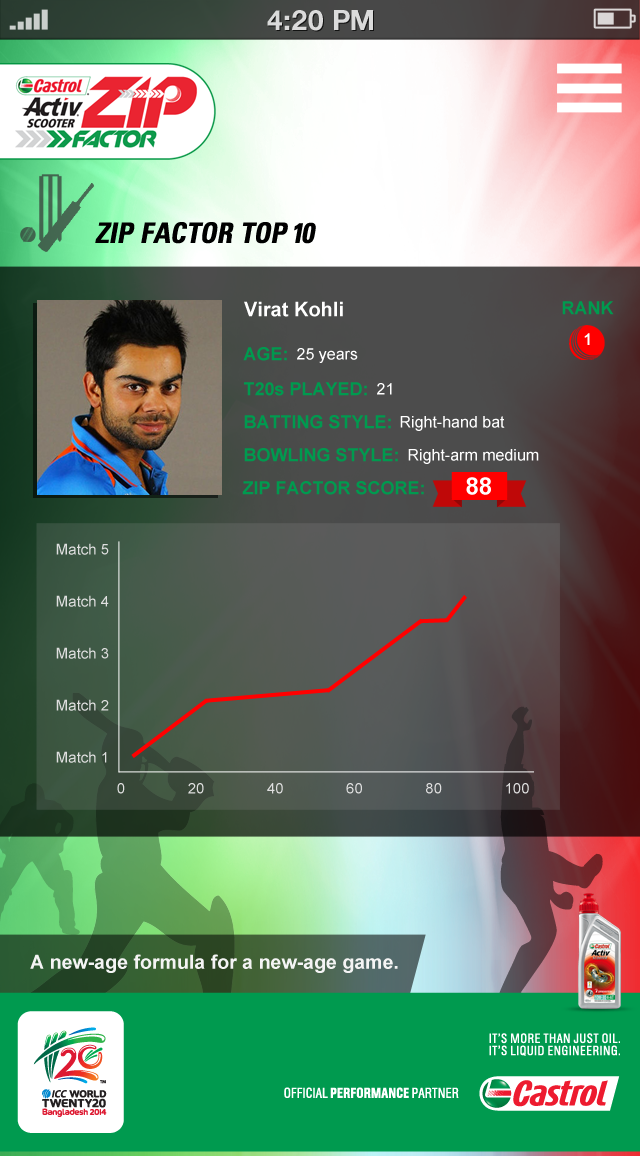 4:20 PM
Castrol
Activ
SCOOTER
ZIP
FACTOR
ZIP FACTOR TOP 10
Virat Kohli
RANK
1
AGE: 25 years
T20s PLAYED: 21
BATTING STYLE: Right-hand bat
BOWLING STYLE: Right-arm medium
ZIP FACTOR SCORE: 88
Match 5
Match 4
Match 3
Match 2
Match 1
0 20 40 60 80 100
A new-age formula for a new-age game.
Castrol
Activ
T20
TM
ICC WORLD
TWENTY20
Bangladesh 2014
IT'S MORE THAN JUST OIL.
IT'S LIQUID ENGINEERING.
OFFICIAL PERFORMANCE PARTNER
Castrol